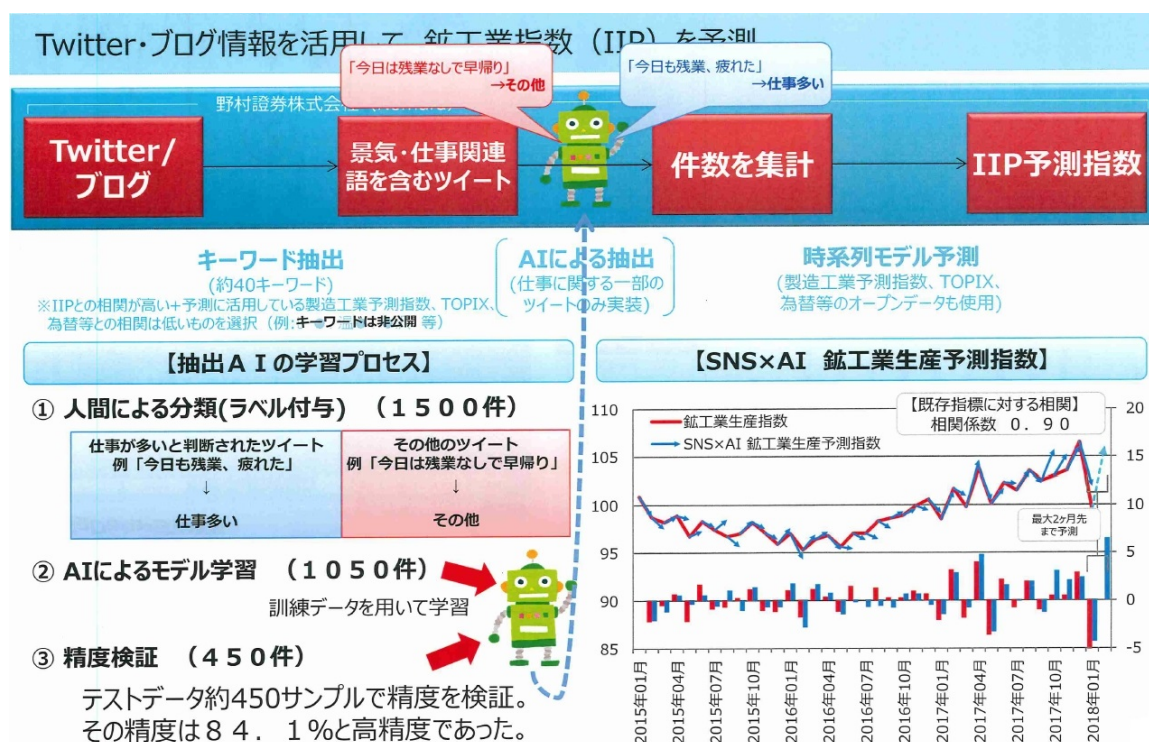 Twitter・ブログ情報を活用して 鉱工業指数（IIP）を予測
「今日は残業なしで早帰り」
→その他
「今日も残業、疲れた」
→仕事多い
野村證券株式会社
Twitter/
ブログ
景気・仕事関連
語を含むツイート
件数を集計
IIP予測指数
キーワード抽出
(約40キーワード)
※IIPとの相関が高い+予測に活用している製造工業予測指数、TOPIX、
為替等との相関は低いものを選択（例:キーワードは非公開 等）
AIによる抽出
(仕事に関する一部の
ツイートのみ実装)
時系列モデル予測
(製造工業予測指数、TOPIX、
為替等のオープンデータも使用)
【抽出ＡＩの学習プロセス】
① 人間による分類(ラベル付与) （１５００件）
仕事が多いと判断されたツイート
例「今日も残業、疲れた」
↓
仕事多い
その他のツイート
例「今日は残業なしで早帰り」
↓
その他
② AIによるモデル学習 （１０５０件）
訓練データを用いて学習
③ 精度検証 （４５０件）
テストデータ約450サンプルで精度を検証。
その精度は８４．１%と高精度であった。
【SNS×AI 鉱工業生産予測指数】
鉱工業生産指数
SNS×AI 鉱工業生産予測指数
【既存指標に対する相関】
相関係数 ０．９０
最大2ヶ月先
まで予測
110
105
100
95
90
85
20
15
10
5
0
-5
2015年01月
2015年04月
2015年07月
2015年10月
2016年01月
2016年04月
2016年07月
2016年10月
2017年01月
2017年04月
2017年07月
2017年10月
2018年01月